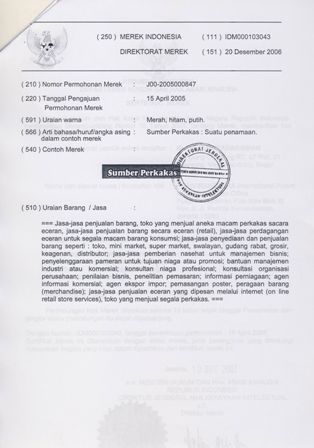 ( 250 ) MEREK INDONESIA ( 111 ) IDM000103043
DIREKTORAT MEREK ( 151 ) 20 Desember 2006
( 210 ) Nomor Permohonan Merek : J00-2005000847
( 220 ) Tanggal Pengajuan : 15 April 2005
Permohonan Merek
( 591 ) Uraian warna : Merah, hitam, putih.
( 566 ) Arti bahasa/huruf/angka asing : Sumber Perkakas : Suatu penamaan.
dalam contoh merek
( 540 ) Contoh Merek :
DIREKTORAT JENDERAL
Sumber Perkakas
( 510 ) Uraian Barang / Jasa :
=== Jasa-jasa penjualan barang, toko yang menjual aneka macam perkakas secara
eceran, jasa-jasa penjualan barang secara eceran (retail), jasa-jasa perdagangan
eceran untuk segala macam barang konsumsi; jasa-jasa penyedian dan penjualan
barang seperti : toko, mini market, super market, swalayan, gudang rabat, grosir,
keagenan, distributor; jasa-jasa pemberian nasehat untuk manajemen bisnis;
penyelenggaraan pameran untuk tujuan niaga atau promosi; bantuan manajemen
industri atau komersial; konsultan niaga profesional; konsultasi organisasi
perusahaan; penilaian bisnis, penelitian pemasaran; informasi perniagaan; agen
informasi komersial; agen ekspor impor; pemasangan poster, peragaan barang
(merchandise); jasa-jasa penjualan eceran yang dipesan melalui internet (on line
retail store services), toko yang menjual segala perkakas. ===